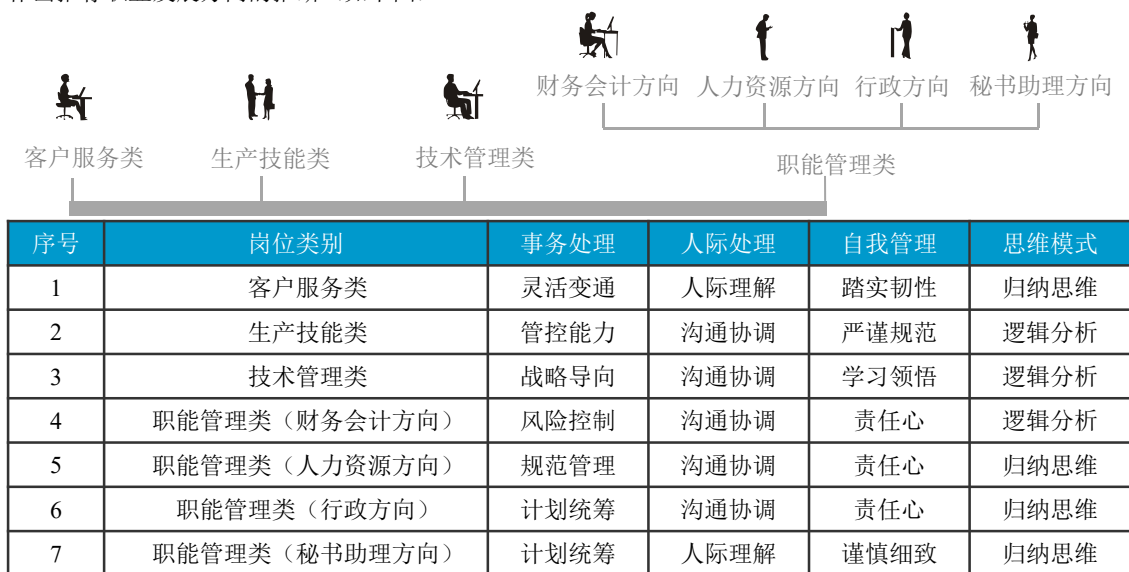 财务会计方向 人力资源方向 行政方向 秘书助理方向
客户服务类 生产技能类 技术管理类 职能管理类
序号 岗位类别 事务处理 人际处理 自我管理 思维模式
1 客户服务类 灵活变通 人际理解 踏实韧性 归纳思维
2 生产技能类 管控能力 沟通协调 严谨规范 逻辑分析
3 技术管理类 战略导向 沟通协调 学习领悟 逻辑分析
4 职能管理类（财务会计方向） 风险控制 沟通协调 责任心 逻辑分析
5 职能管理类（人力资源方向） 规范管理 沟通协调 责任心 归纳思维
6 职能管理类（行政方向） 计划统筹 沟通协调 责任心 归纳思维
7 职能管理类（秘书助理方向） 计划统筹 人际理解 谨慎细致 归纳思维